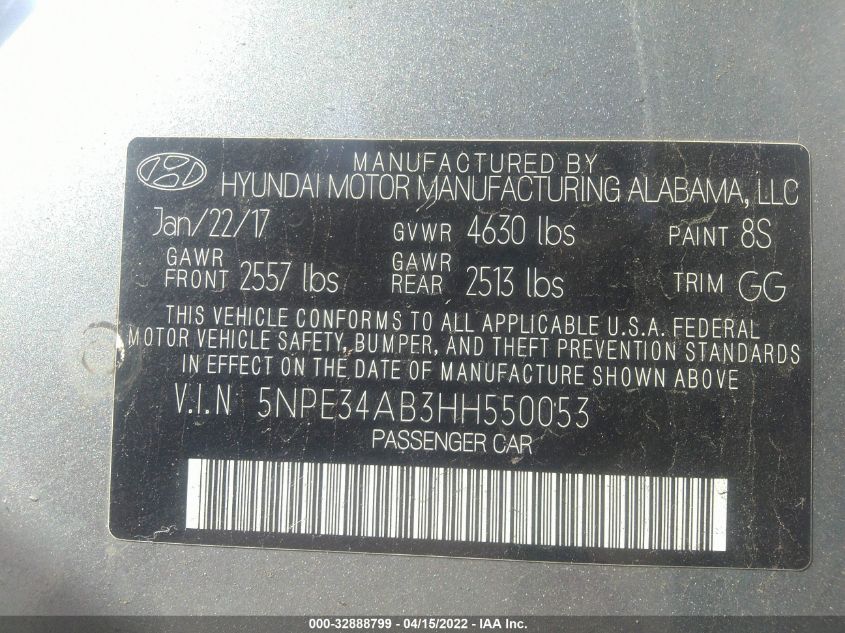 MANUFACTURED BY
HYUNDAI MOTOR MANUFACTURING ALABAMA, LLC
Jan/22/17 GVWR 4630 lbs PAINT 8S
GAWR FRONT 2557 lbs GAWR REAR 2513 lbs TRIM GG
THIS VEHICLE CONFORMS TO ALL APPLICABLE U.S.A. FEDERAL
MOTOR VEHICLE SAFETY, BUMPER, AND THEFT PREVENTION STANDARDS
IN EFFECT ON THE DATE OF MANUFACTURE SHOWN ABOVE
V.I.N 5NPE34AB3HH550053
PASSENGER CAR
000-32888799 - 04/15/2022 - IAA Inc.